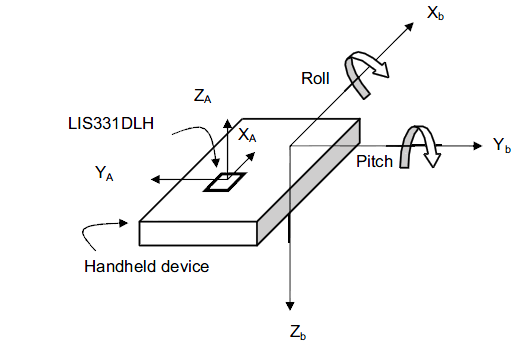 Xb
Roll
ZA
LIS331DLH
XA
YA
Pitch
Yb
Handheld device
Zb